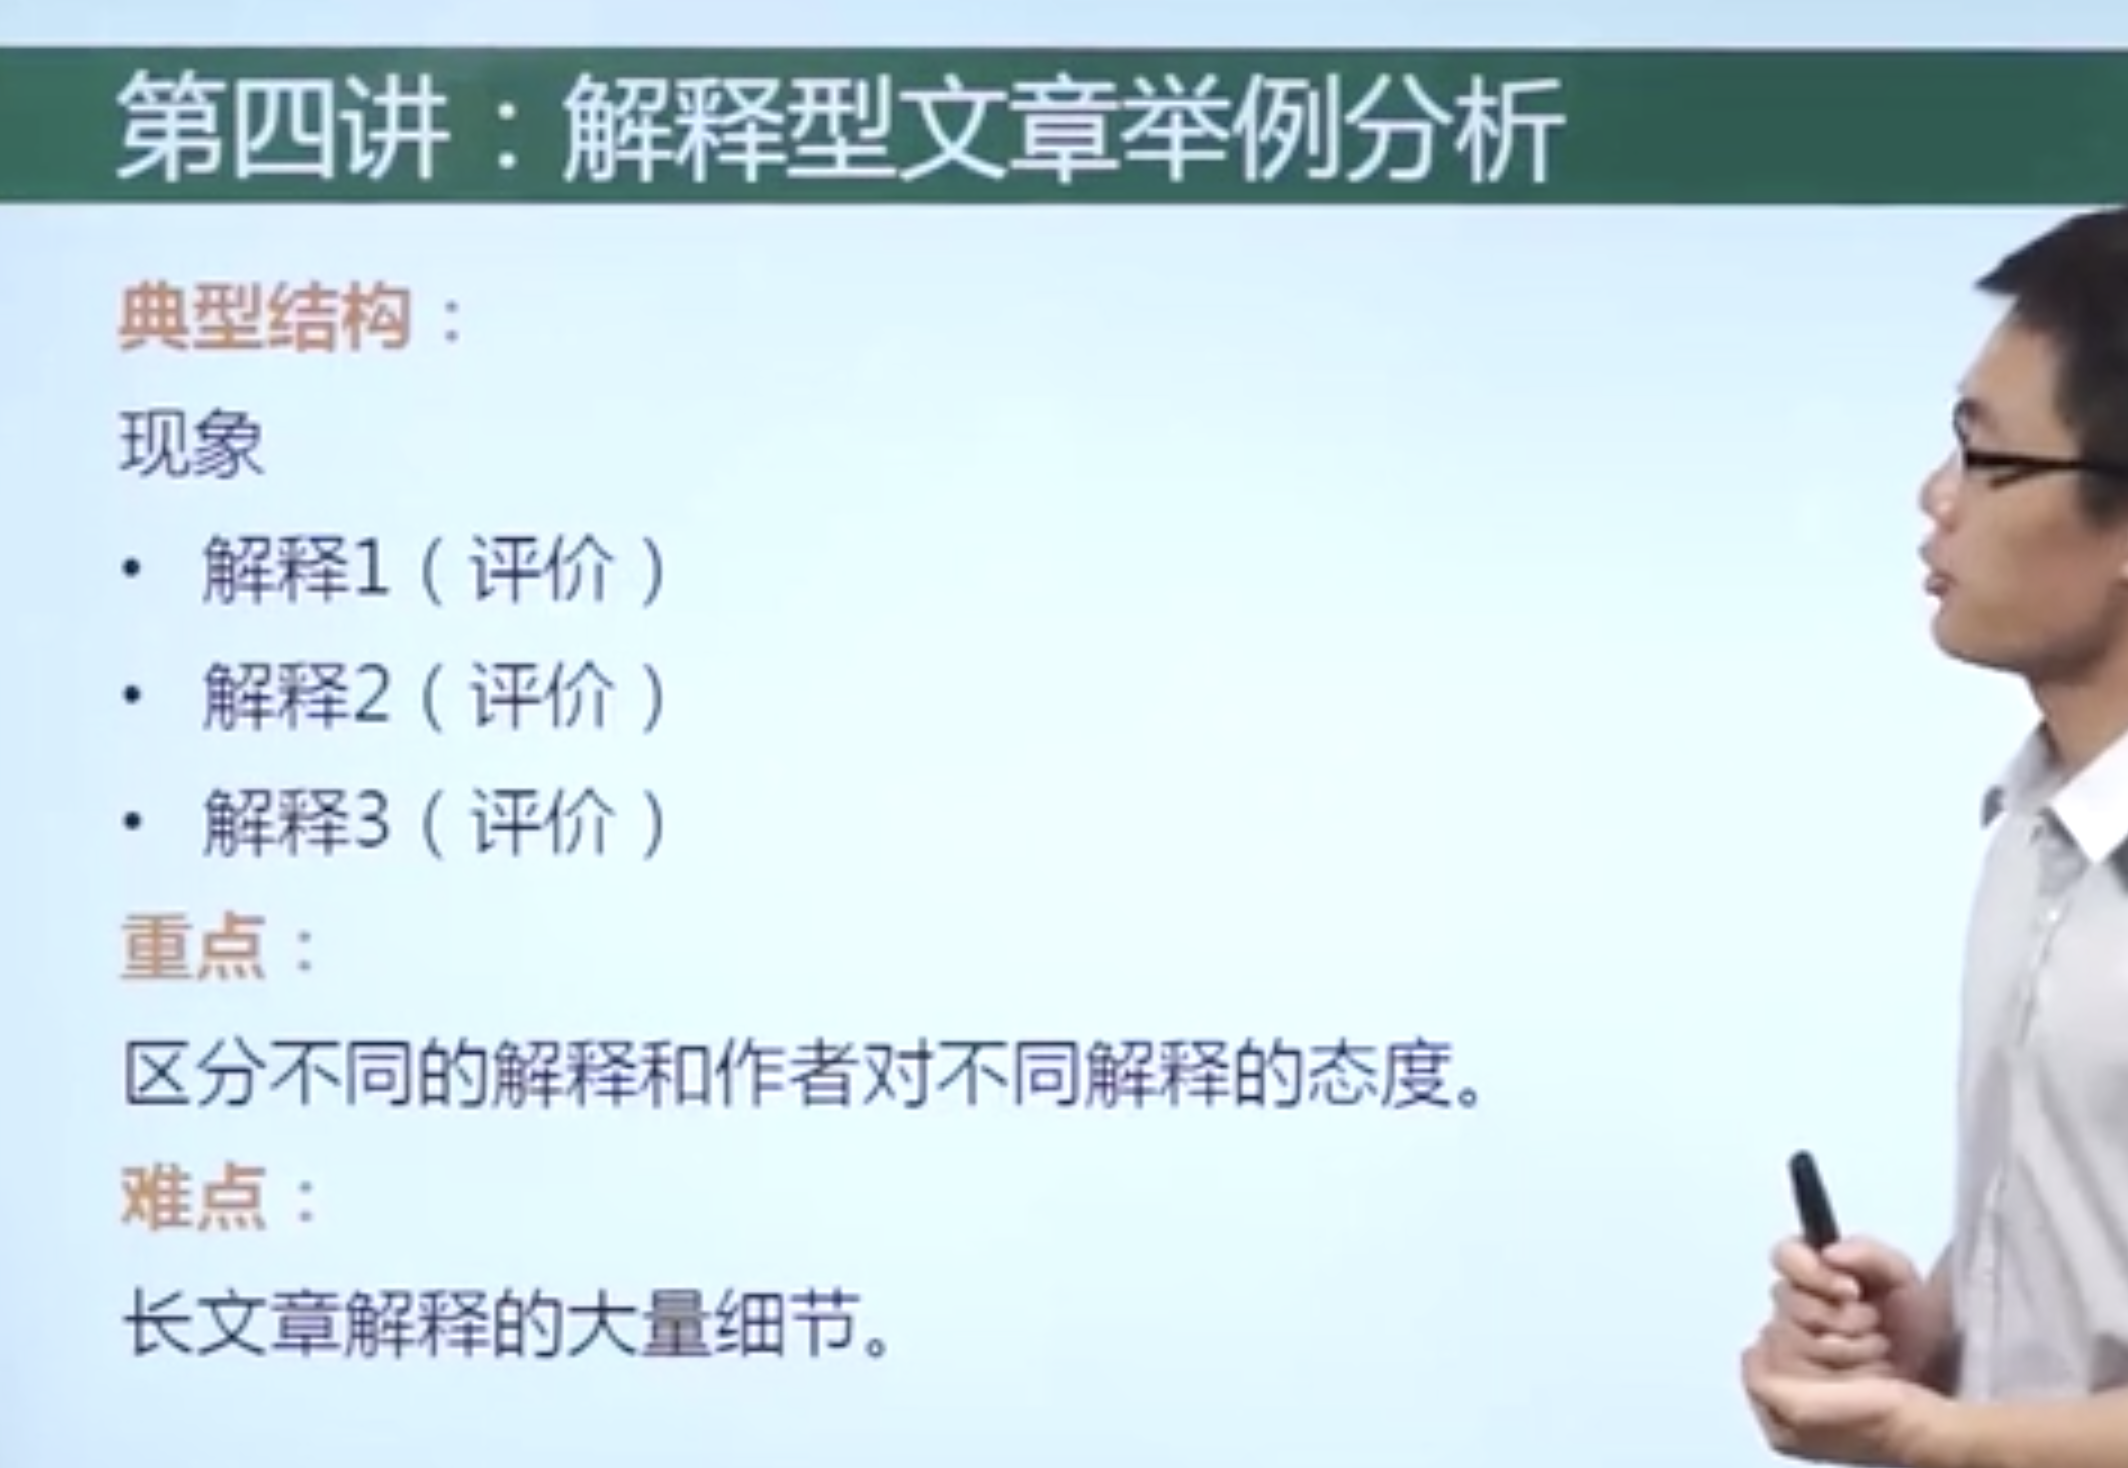 第四讲：解释型文章举例分析
典型结构：
现象
• 解释1（评价）
• 解释2（评价）
• 解释3（评价）
重点：
区分不同的解释和作者对不同解释的态度。
难点：
长文章解释的大量细节。